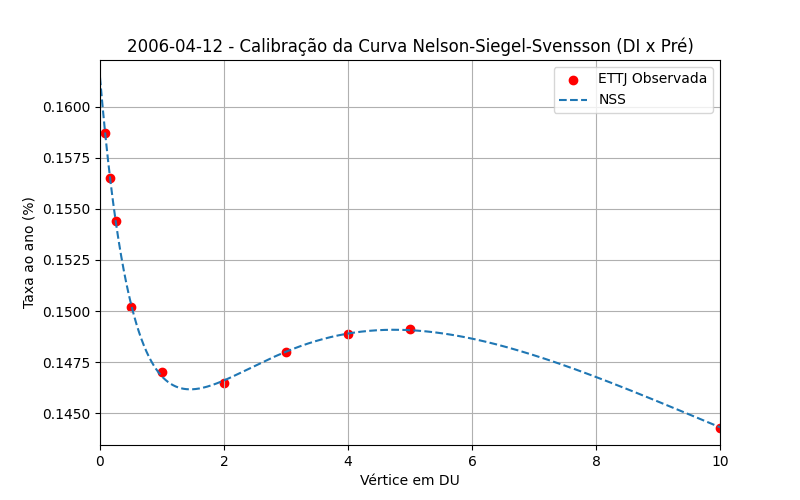 2006-04-12 - Calibração da Curva Nelson-Siegel-Svensson (DI x Pré)
ETTJ Observada
NSS
Taxa ao ano (%)
0.1600
0.1575
0.1550
0.1525
0.1500
0.1475
0.1450
0 2 4 6 8 10
Vértice em DU